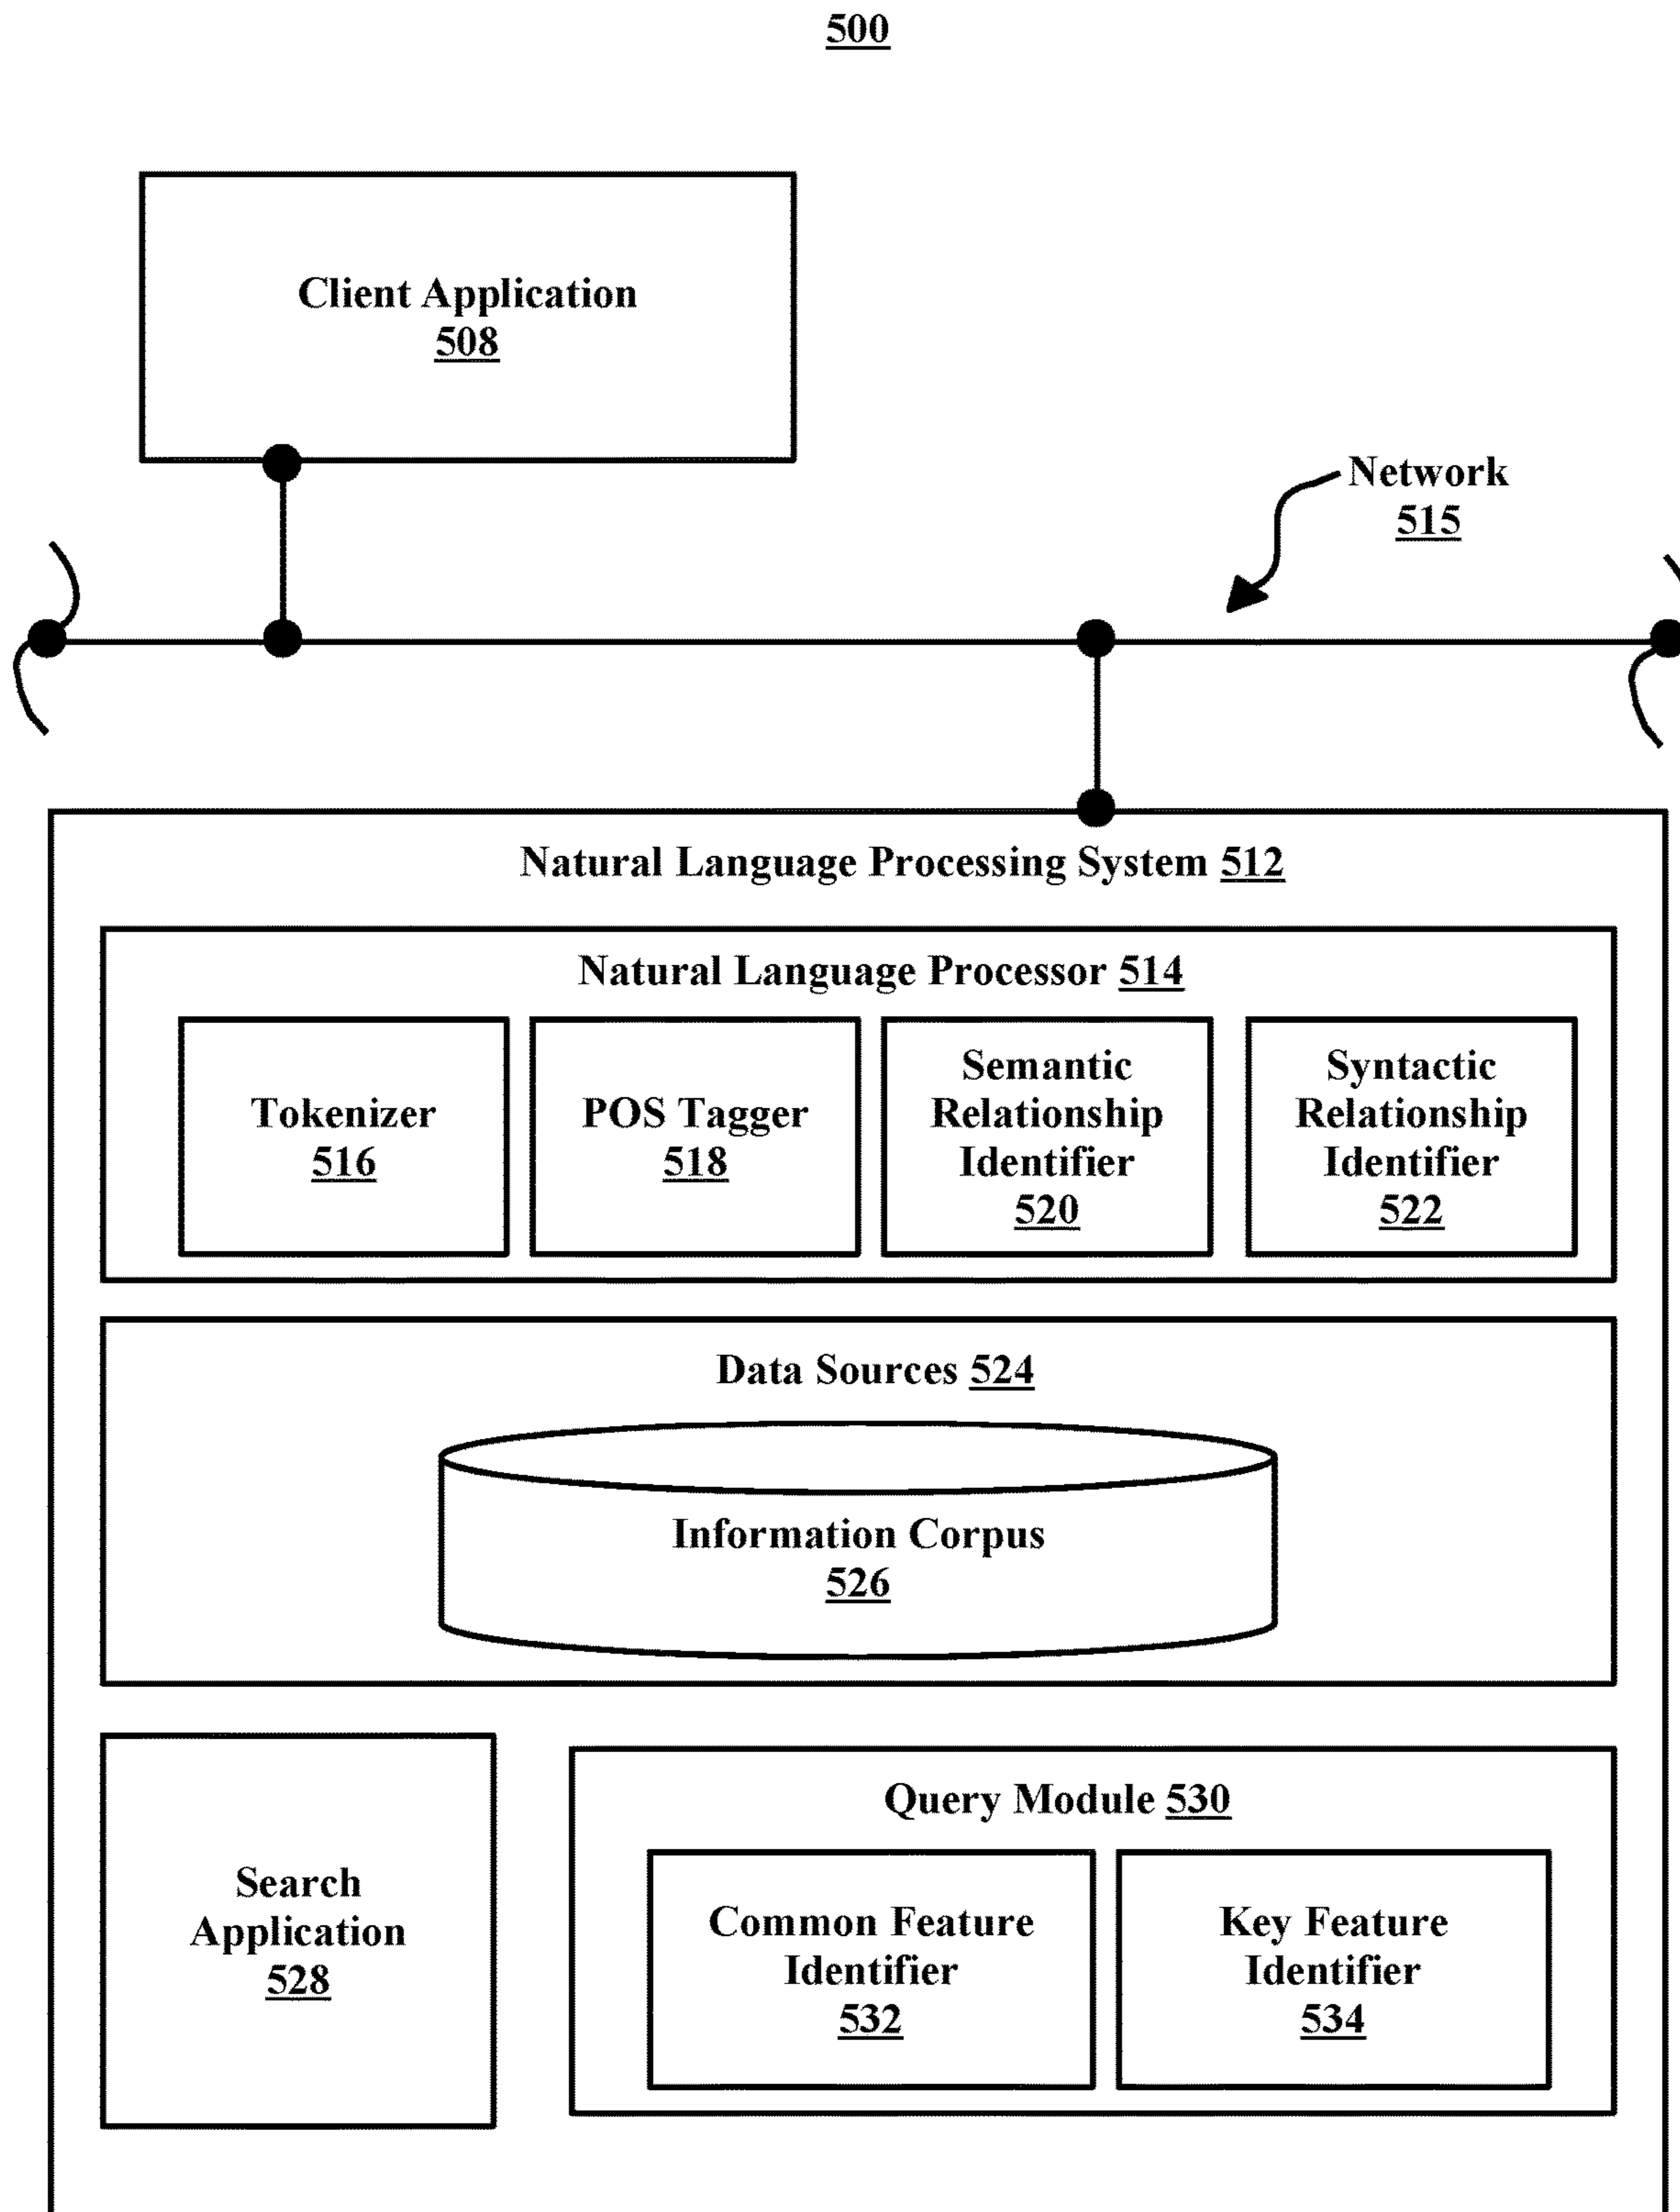 500
Client Application
508
Network
515
Natural Language Processing System 512
Natural Language Processor 514
Tokenizer
516
POS Tagger
518
Semantic
Relationship
Identifier
520
Syntactic
Relationship
Identifier
522
Data Sources 524
Information Corpus
526
Search
Application
528
Query Module 530
Common Feature
Identifier
532
Key Feature
Identifier
534